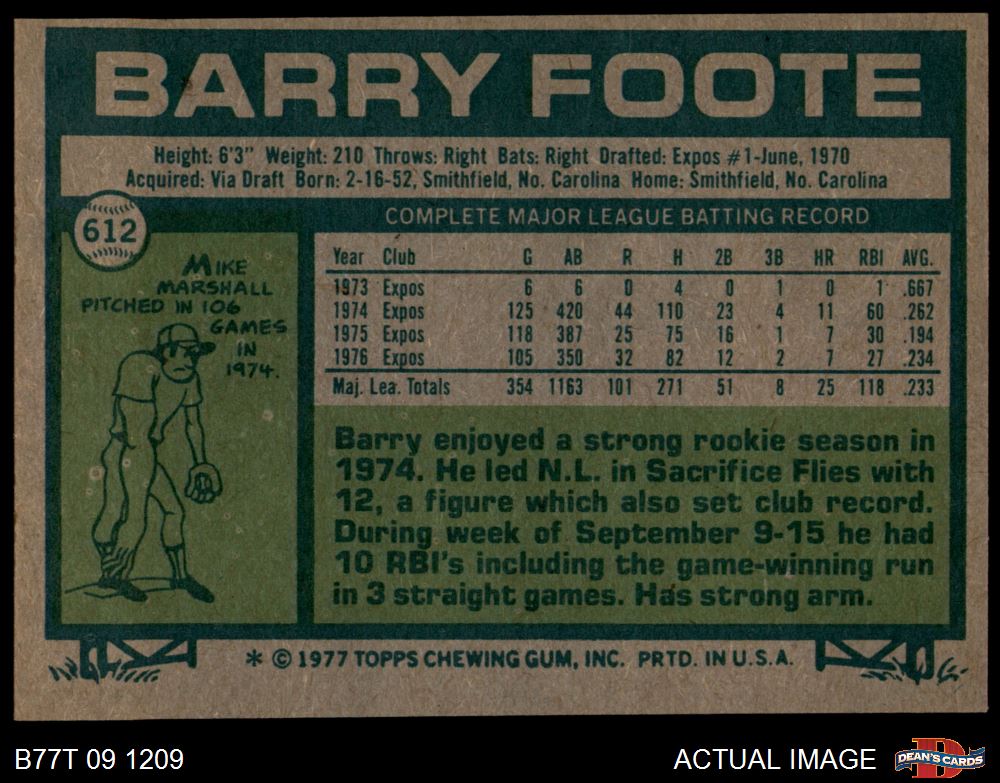 BARRY FOOTE
Height: 6'3" Weight: 210 Throws: Right Bats: Right Drafted: Expos #1-June, 1970
Acquired: Via Draft Born: 2-16-52, Smithfield, No. Carolina Home: Smithfield, No. Carolina
612
MIKE
MARSHALL
PITCHED IN 106
GAMES
IN
1974.
COMPLETE MAJOR LEAGUE BATTING RECORD
Year Club G AB R H 2B 3B HR RBI AVG.
1973 Expos 6 6 0 4 0 1 0 1 .667
1974 Expos 125 420 44 110 23 4 11 60 .262
1975 Expos 118 387 25 75 16 1 7 30 .194
1976 Expos 105 350 32 82 12 2 7 27 .234
Maj. Lea. Totals 354 1163 101 271 51 8 25 118 .233
Barry enjoyed a strong rookie season in
1974. He led N.L. in Sacrifice Flies with
12, a figure which also set club record.
During week of September 9-15 he had
10 RBI's including the game-winning run
in 3 straight games. Has strong arm.
* © 1977 TOPPS CHEWING GUM, INC. PRTD. IN U.S.A.
B77T 09 1209
ACTUAL IMAGE
D
DEAN'S CARDS